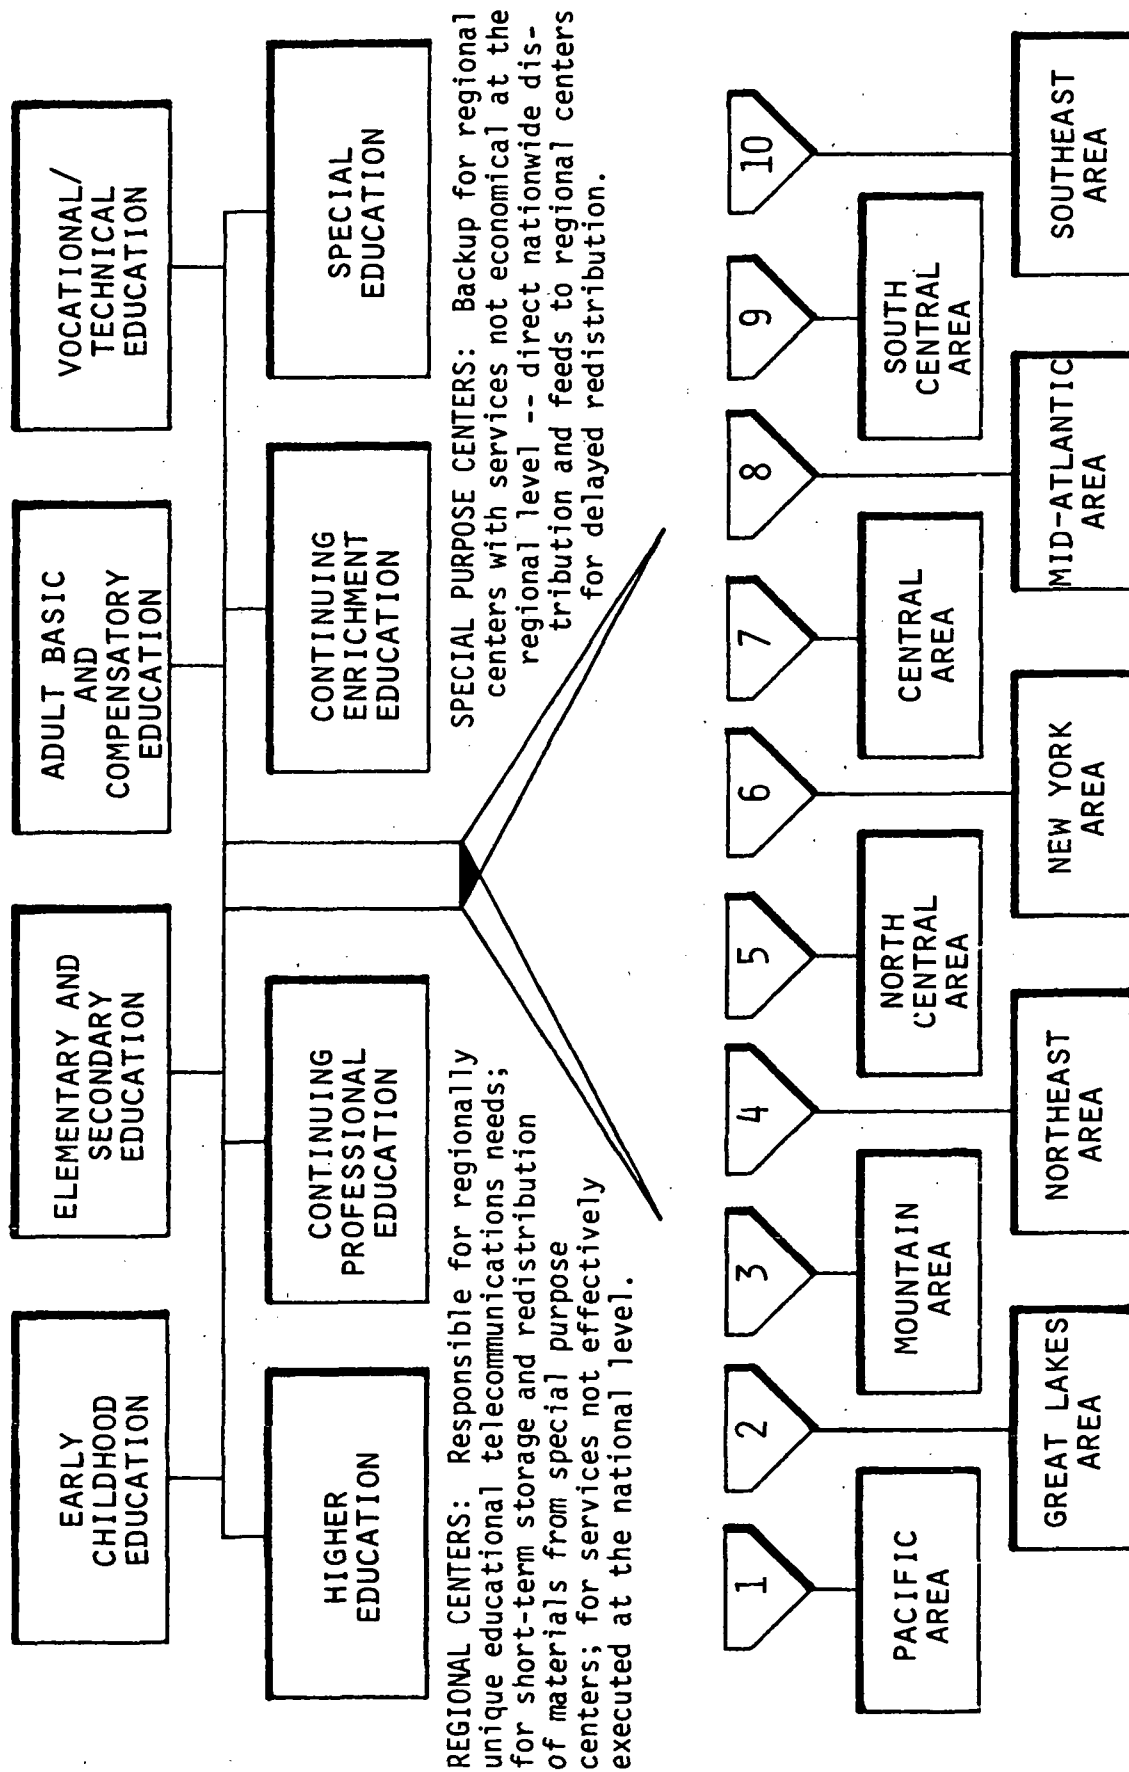 EARLY
CHILDHOOD
EDUCATION
ELEMENTARY AND
SECONDARY
EDUCATION
ADULT BASIC
AND
COMPENSATORY
EDUCATION
VOCATIONAL/
TECHNICAL
EDUCATION
HIGHER
EDUCATION
CONTINUING
PROFESSIONAL
EDUCATION
CONTINUING
ENRICHMENT
EDUCATION
SPECIAL
EDUCATION
REGIONAL CENTERS: Responsible for regionally
unique educational telecommunications needs;
for short-term storage and redistribution
of materials from special purpose
centers; for services not effectively
executed at the national level.
SPECIAL PURPOSE CENTERS: Backup for regional
centers with services not economical at the
regional level -- direct nationwide dis-
tribution and feeds to regional centers
for delayed redistribution.
1
2
3
4
5
6
7
8
9
10
PACIFIC
AREA
MOUNTAIN
AREA
NORTH
CENTRAL
AREA
CENTRAL
AREA
SOUTH
CENTRAL
AREA
GREAT LAKES
AREA
NORTHEAST
AREA
NEW YORK
AREA
MID-ATLANTIC
AREA
SOUTHEAST
AREA